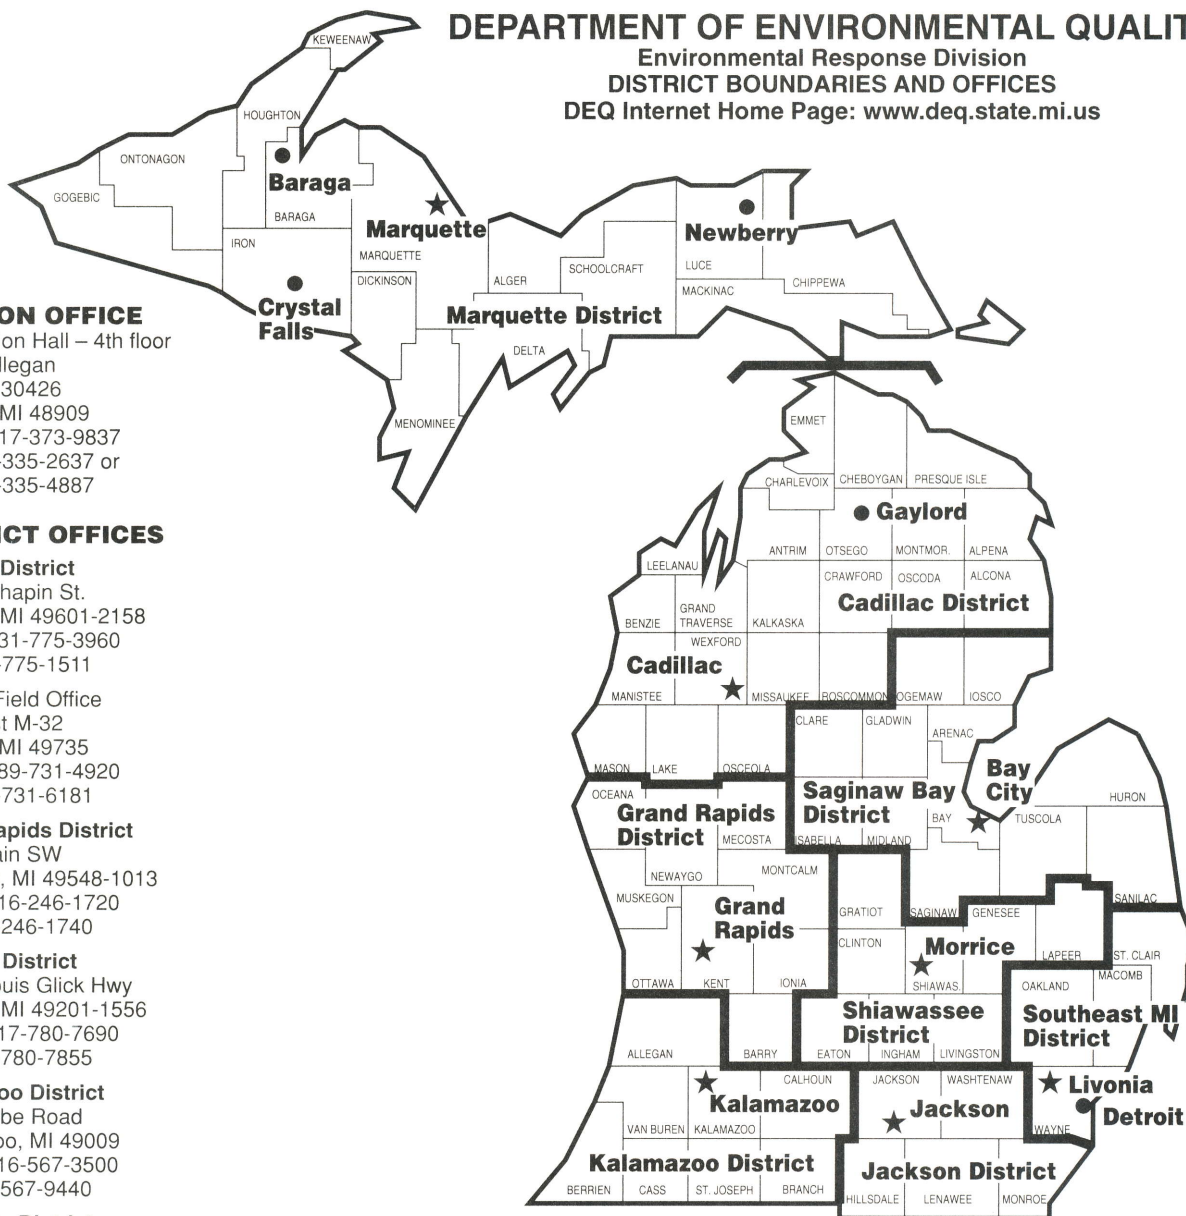 DEPARTMENT OF ENVIRONMENTAL QUALIT
Environmental Response Division
DISTRICT BOUNDARIES AND OFFICES
DEQ Internet Home Page: www.deq.state.mi.us
KEWEENAW
HOUGHTON
ONTONAGON
Baraga
GOGEBIC
BARAGA
Marquette
Newberry
IRON
MARQUETTE
DICKINSON
ALGER
SCHOOLCRAFT
LUCE
CHIPPEWA
MACKINAC
Crystal
Falls
Marquette District
DELTA
MENOMINEE
ON OFFICE
on Hall – 4th floor
llegan
30426
MI 48909
17-373-9837
-335-2637 or
-335-4887
ICT OFFICES
District
hapin St.
MI 49601-2158
31-775-3960
-775-1511
Field Office
st M-32
MI 49735
89-731-4920
-731-6181
apids District
ain SW
, MI 49548-1013
16-246-1720
-246-1740
District
ouis Glick Hwy
MI 49201-1556
17-780-7690
-780-7855
oo District
be Road
oo, MI 49009
16-567-3500
-567-9440
EMMET
CHARLEVOIX
CHEBOYGAN
PRESQUE ISLE
Gaylord
LEELANAU
ANTRIM
OTSEGO
MONTMOR.
ALPENA
CRAWFORD
OSCODA
ALCONA
Cadillac District
BENZIE
GRAND
TRAVERSE
KALKASKA
WEXFORD
Cadillac
MANISTEE
MISSAUKEE
ROSCOMMON
OGEMAW
IOSCO
CLARE
GLADWIN
ARENAC
MASON
LAKE
OSCEOLA
Bay
City
OCEANA
Grand Rapids
District
MECOSTA
Saginaw Bay
District
BAY
HURON
TUSCOLA
ISABELLA
MIDLAND
NEWAYGO
MONTCALM
MUSKEGON
Grand
Rapids
GRATIOT
SAGINAW
GENESEE
SANILAC
CLINTON
Morrice
LAPEER
ST. CLAIR
OTTAWA
KENT
IONIA
SHIAWAS.
OAKLAND
MACOMB
Shiawassee
District
Southeast MI
District
ALLEGAN
BARRY
EATON
INGHAM
LIVINGSTON
CALHOUN
JACKSON
WASHTENAW
Livonia
Kalamazoo
Jackson
Detroit
VAN BUREN
KALAMAZOO
WAYNE
Kalamazoo District
Jackson District
BERRIEN
CASS
ST. JOSEPH
BRANCH
HILLSDALE
LENAWEE
MONROE